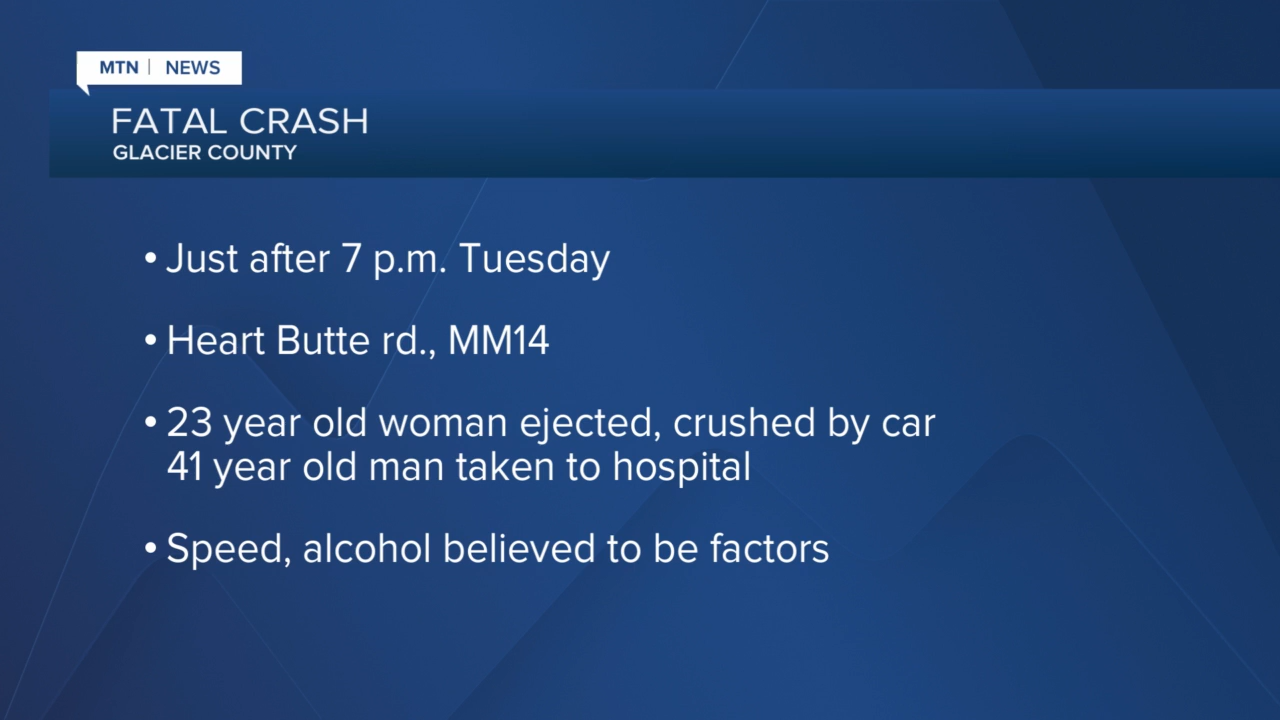 MTN | NEWS
FATAL CRASH
GLACIER COUNTY
• Just after 7 p.m. Tuesday
• Heart Butte rd., MM14
• 23 year old woman ejected, crushed by car
41 year old man taken to hospital
• Speed, alcohol believed to be factors